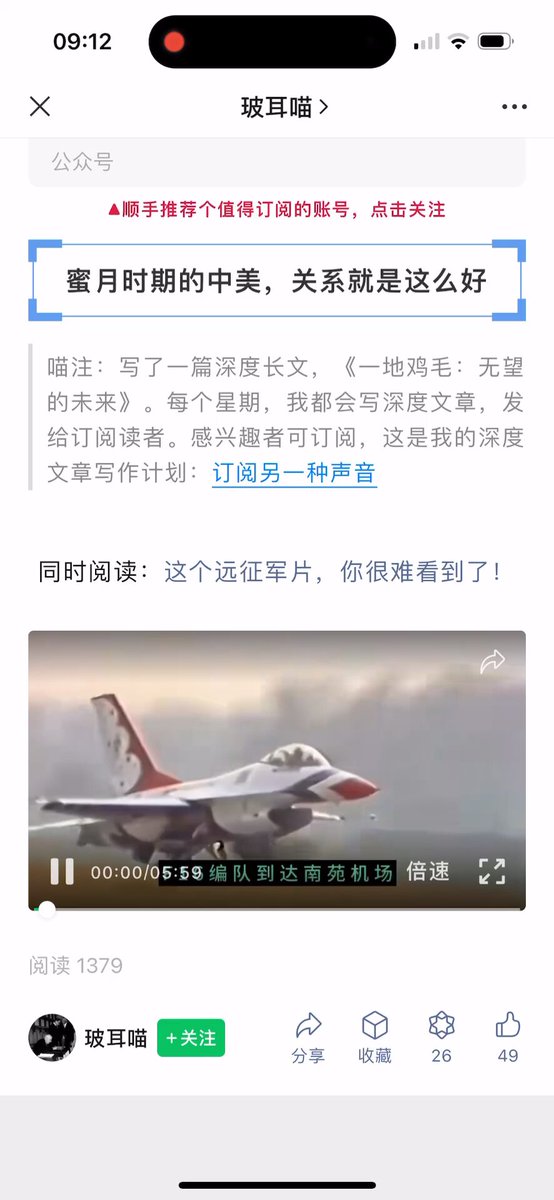 09:12
玻耳喵
公众号
▲顺手推荐个值得订阅的账号，点击关注
蜜月时期的中美，关系就是这么好
喵注：写了一篇深度长文，《一地鸡毛：无望
的未来》。每个星期，我都会写深度文章，发
给订阅读者。感兴趣者可订阅，这是我的深度
文章写作计划：订阅另一种声音
同时阅读：这个远征军片，你很难看到了！
00:00/05:59
编队到达南苑机场
倍速
阅读 1379
玻耳喵
+关注
分享
收藏
26
49